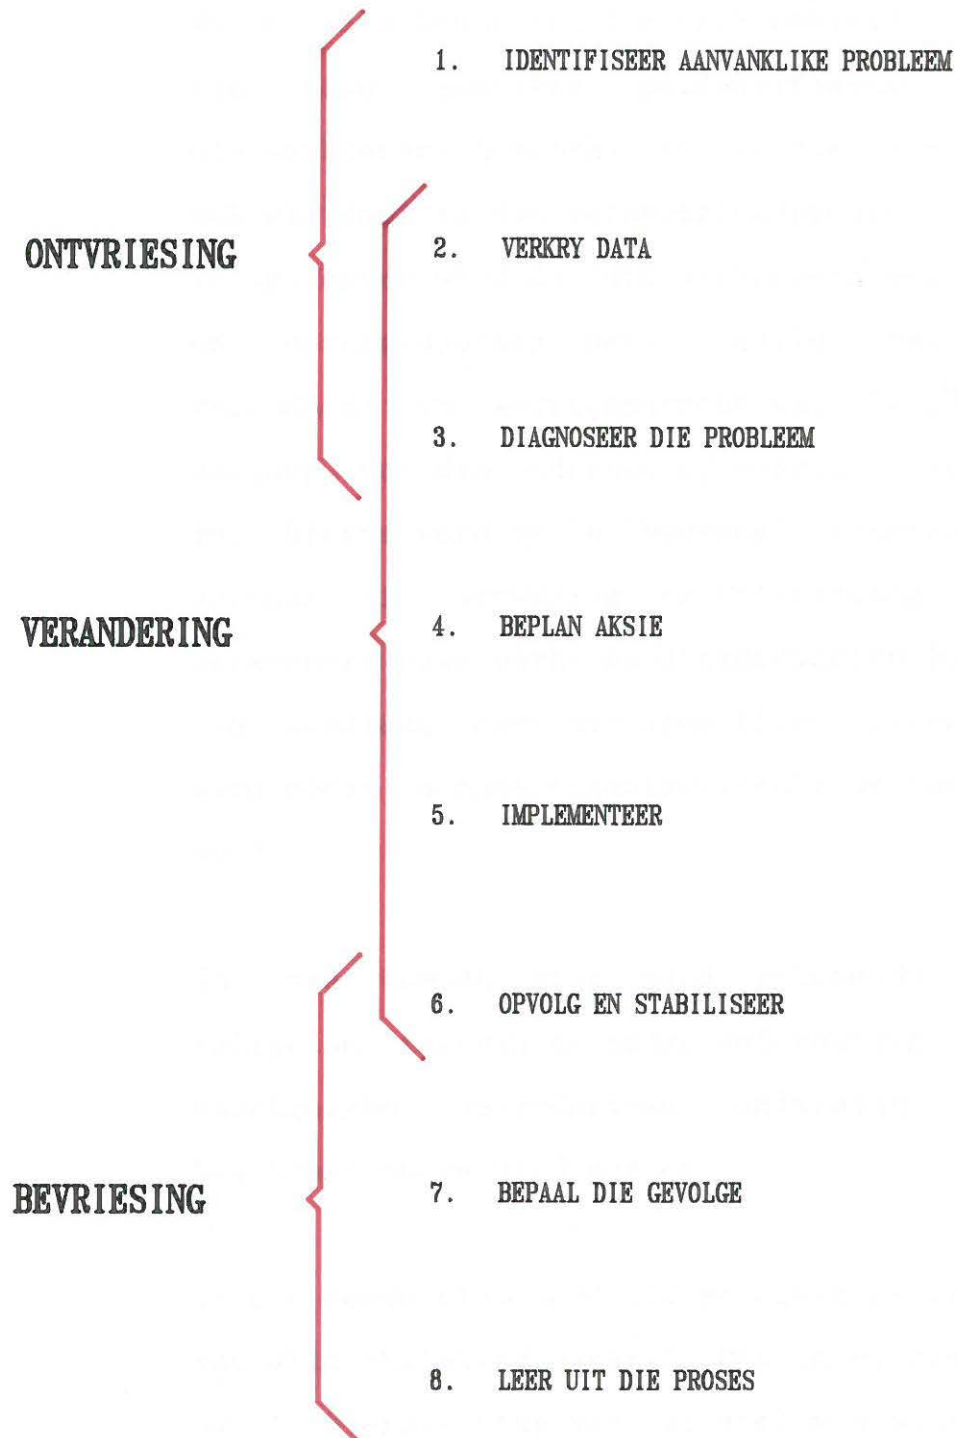 1. IDENTIFISEER AANVANKLIKE PROBLEEM
ONTVRIESING
2. VERKRY DATA
3. DIAGNOSEER DIE PROBLEEM
VERANDERING
4. BEPLAN AKSIE
5. IMPLEMENTEER
6. OPVOLG EN STABILISEER
BEVRIESING
7. BEPAAL DIE GEVOLGE
8. LEER UIT DIE PROSES